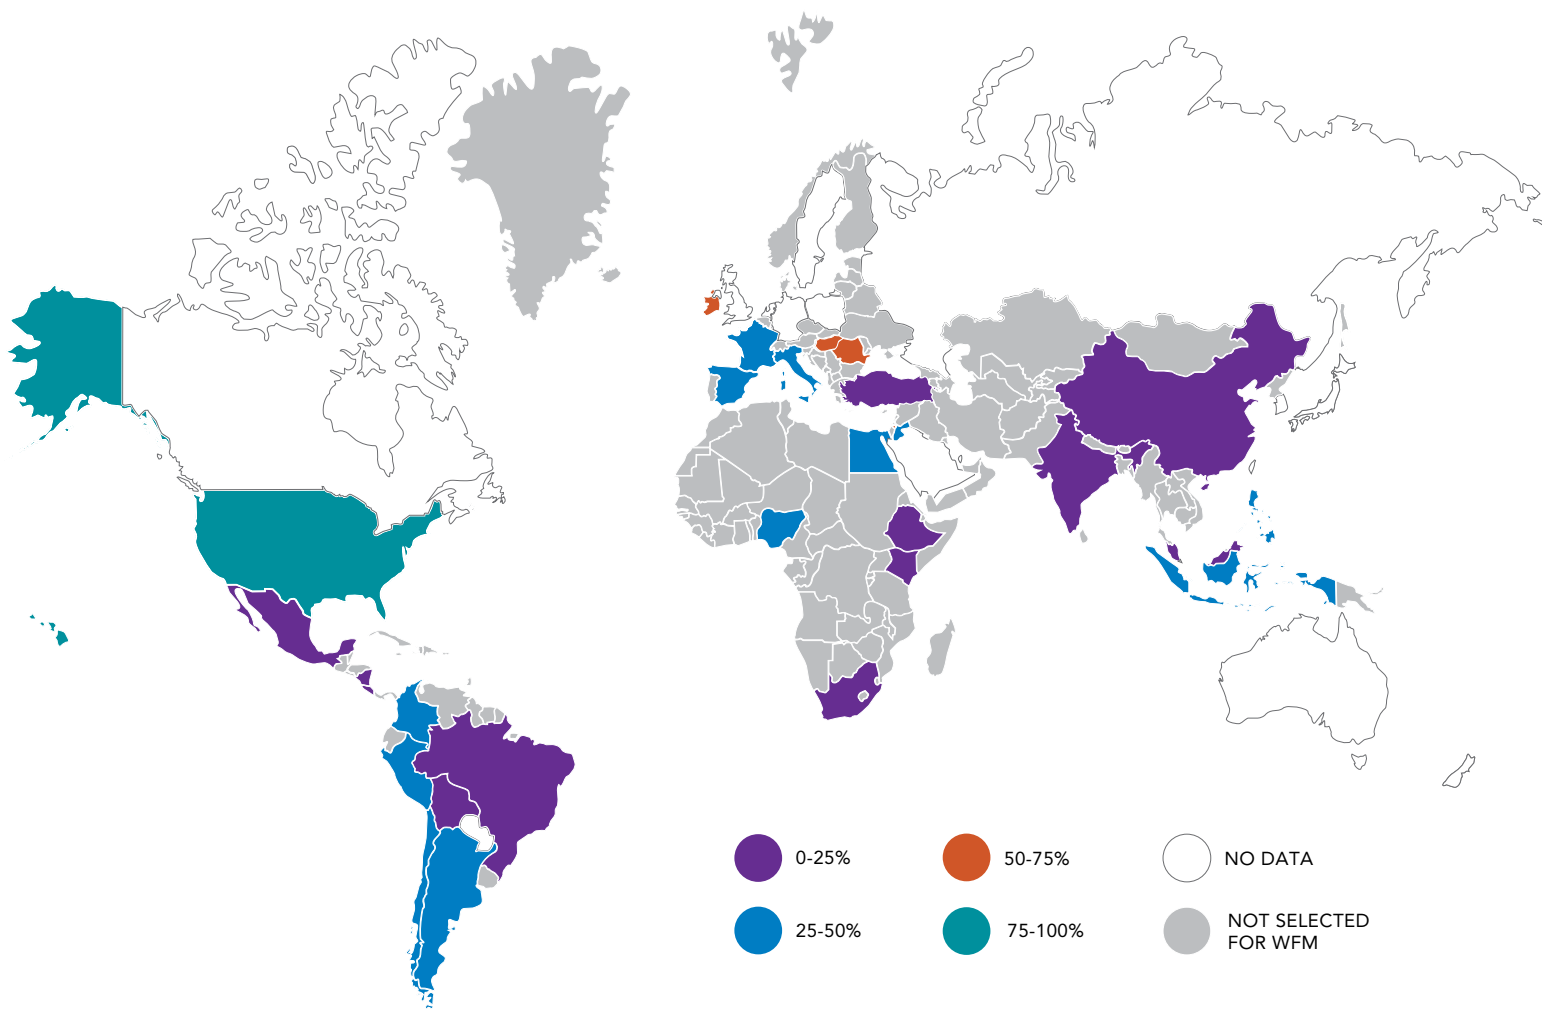 0-25%
50-75%
NO DATA
25-50%
75-100%
NOT SELECTED
FOR WFM